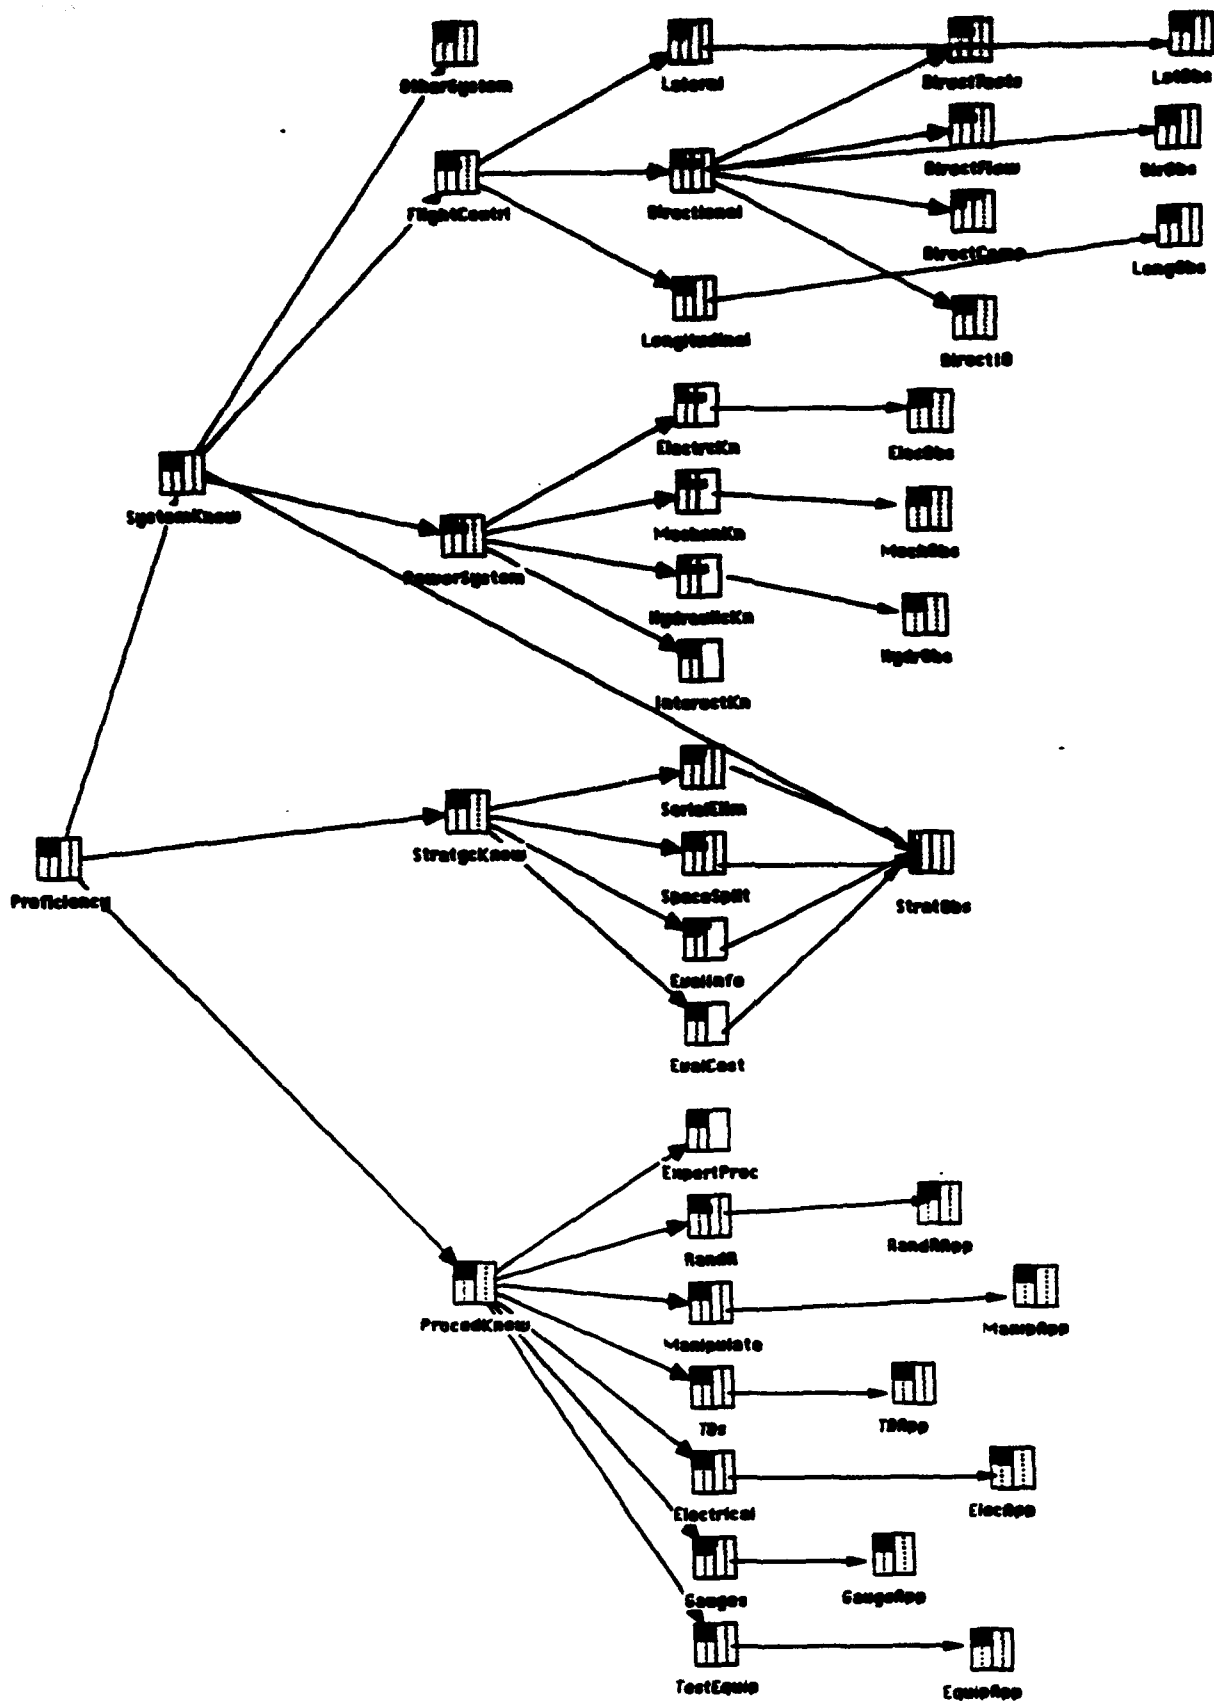 OtherSystem
Lateral
DirectTasts
LatObs
FlightContrl
Directional
DirectFlow
DirObs
DirectComp
LongObs
Longitudinal
DirectIO
ElectrcKn
ElecObs
SystemKnow
MechanKn
MechObs
PowerSystem
HydraulicKn
HydrObs
InteractKn
SerialElim
StratgcKnow
Proficiency
SpaceSplit
StratObs
EvalInfo
EvalCost
ExpertProc
RandR
RandRApp
ProcedKnow
Manipulate
ManipApp
TOs
TOApp
Electrical
ElecApp
Gauges
GaugeApp
TestEquip
EquipApp